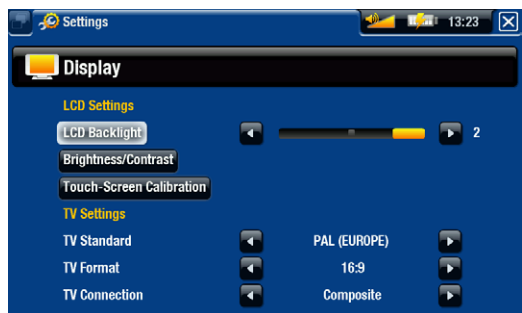 Settings 13:23
Display
LCD Settings
LCD Backlight 2
Brightness/Contrast
Touch-Screen Calibration
TV Settings
TV Standard PAL (EUROPE)
TV Format 16:9
TV Connection Composite